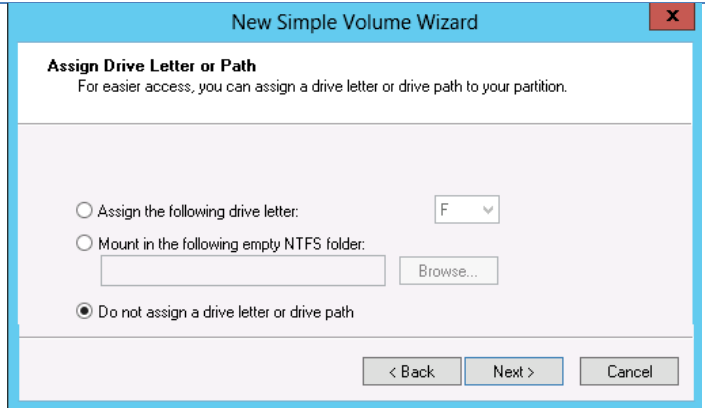 New Simple Volume Wizard
x
Assign Drive Letter or Path
For easier access, you can assign a drive letter or drive path to your partition.
Assign the following drive letter: F
Mount in the following empty NTFS folder:
Browse...
Do not assign a drive letter or drive path
< Back Next > Cancel